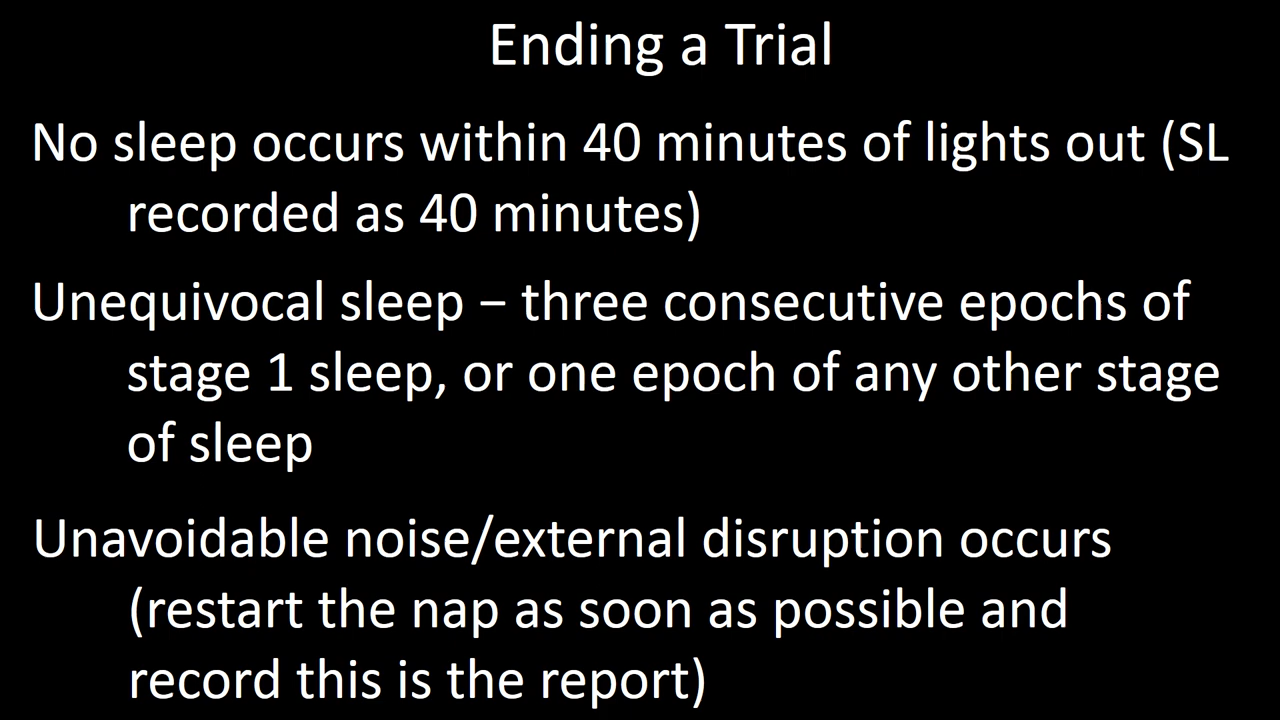 Ending a Trial
No sleep occurs within 40 minutes of lights out (SL
recorded as 40 minutes)
Unequivocal sleep – three consecutive epochs of
stage 1 sleep, or one epoch of any other stage
of sleep
Unavoidable noise/external disruption occurs
(restart the nap as soon as possible and
record this is the report)